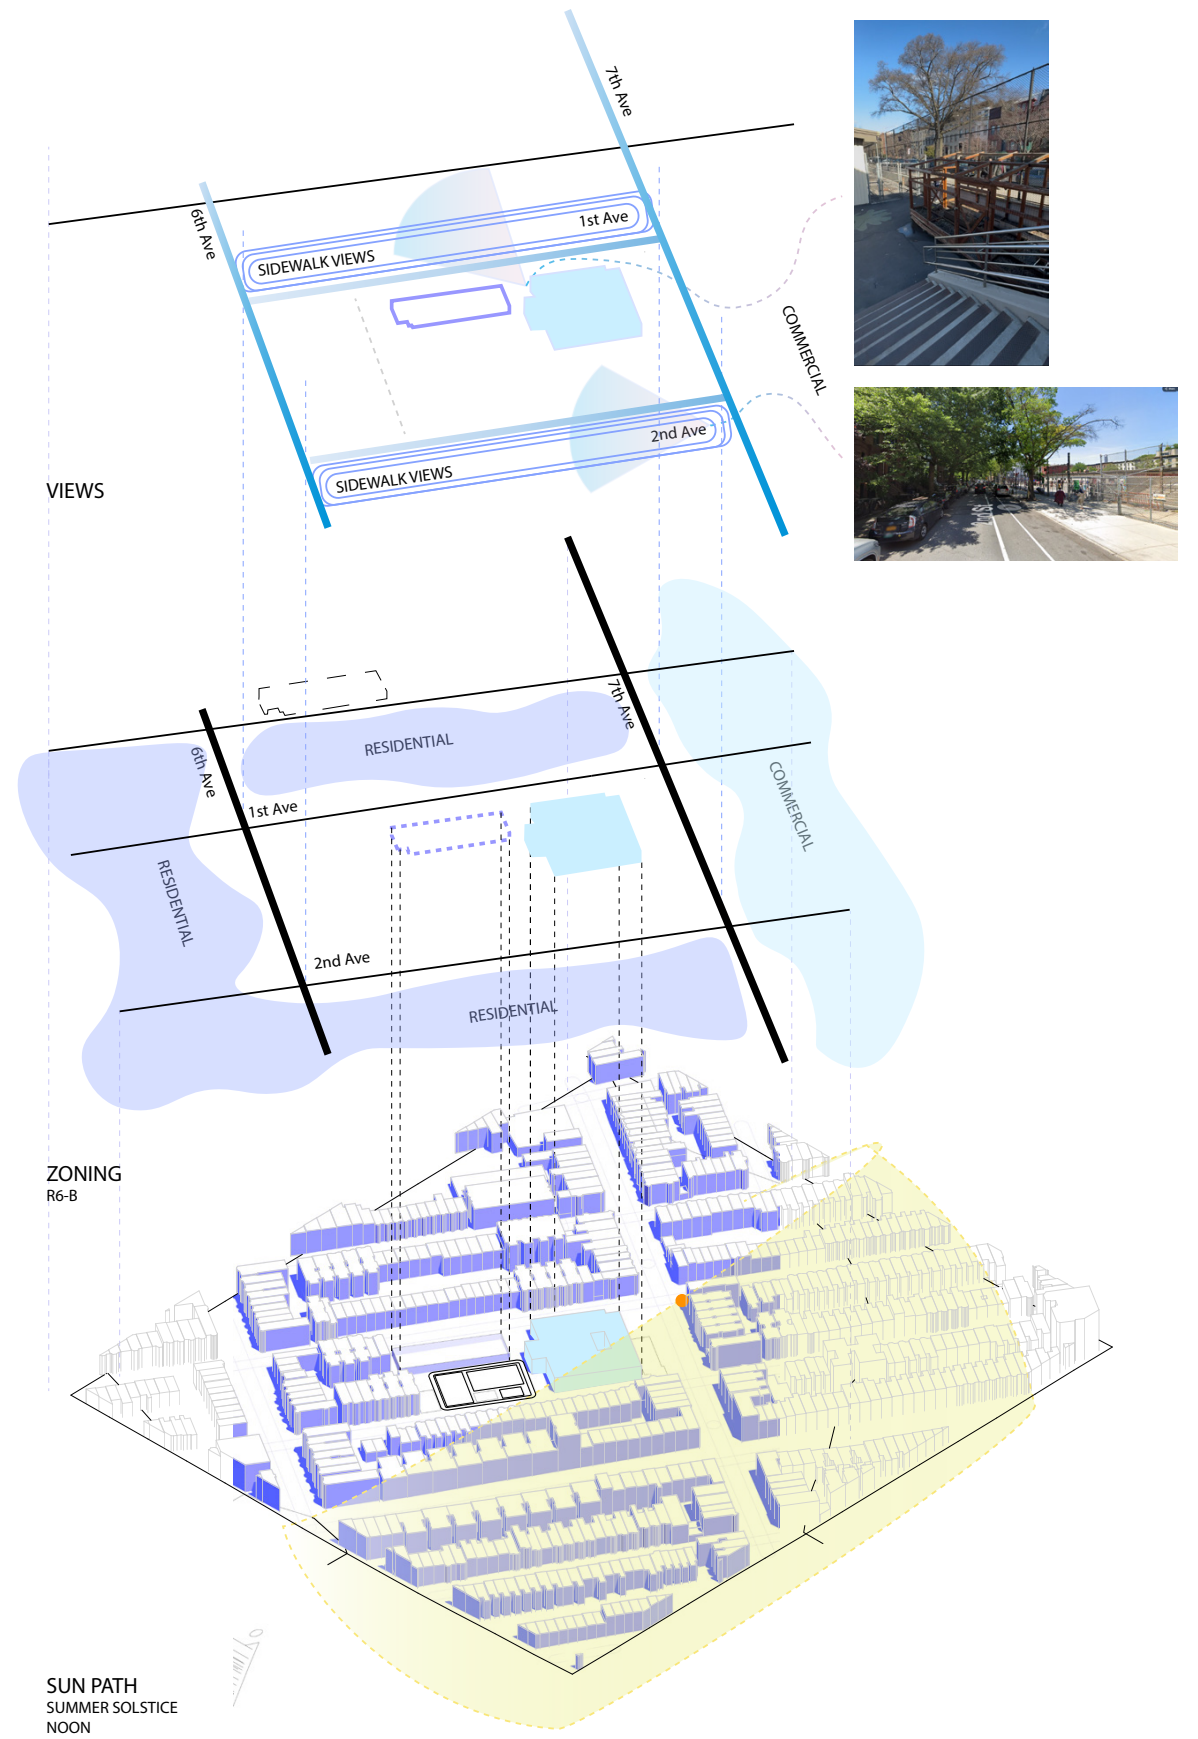 7th Ave
6th Ave
1st Ave
SIDEWALK VIEWS
COMMERCIAL
2nd Ave
SIDEWALK VIEWS
VIEWS
7th Ave
RESIDENTIAL
6th Ave
COMMERCIAL
1st Ave
RESIDENTIAL
2nd Ave
RESIDENTIAL
ZONING
R6-B
SUN PATH
SUMMER SOLSTICE
NOON